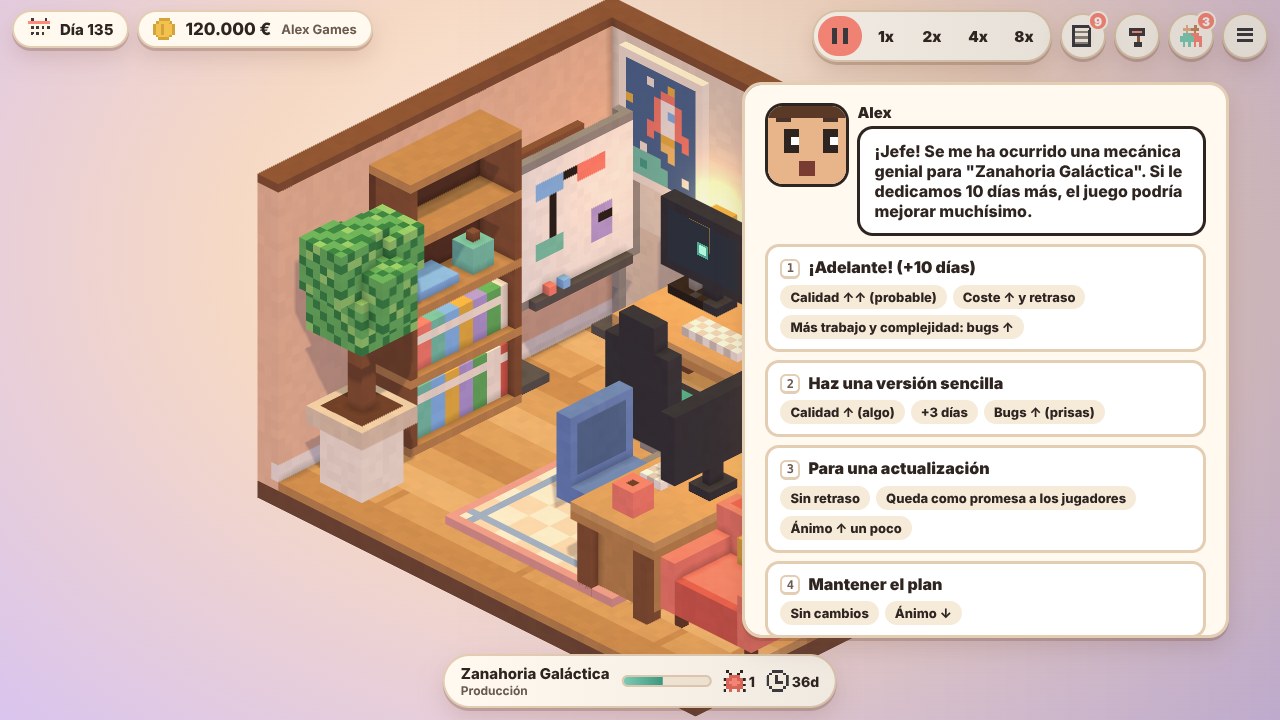 Día 135
120.000 € Alex Games
1x 2x 4x 8x
9
3
Alex
¡Jefe! Se me ha ocurrido una mecánica
genial para "Zanahoria Galáctica". Si le
dedicamos 10 días más, el juego podría
mejorar muchísimo.
1 ¡Adelante! (+10 días)
Calidad ↑↑ (probable) Coste ↑ y retraso
Más trabajo y complejidad: bugs ↑
2 Haz una versión sencilla
Calidad ↑ (algo) +3 días Bugs ↑ (prisas)
3 Para una actualización
Sin retraso Queda como promesa a los jugadores
Ánimo ↑ un poco
4 Mantener el plan
Sin cambios Ánimo ↓
Zanahoria Galáctica
Producción
1 36d